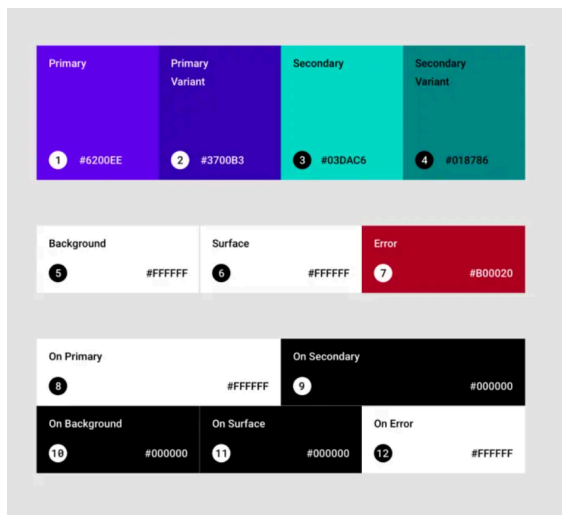 Primary
Primary
Variant
Secondary
Secondary
Variant
1 #6200EE
2 #3700B3
3 #03DAC6
4 #018786
Background
Surface
Error
5 #FFFFFF
6 #FFFFFF
7 #B00020
On Primary
On Secondary
8 #FFFFFF
9 #000000
On Background
On Surface
On Error
10 #000000
11 #000000
12 #FFFFFF